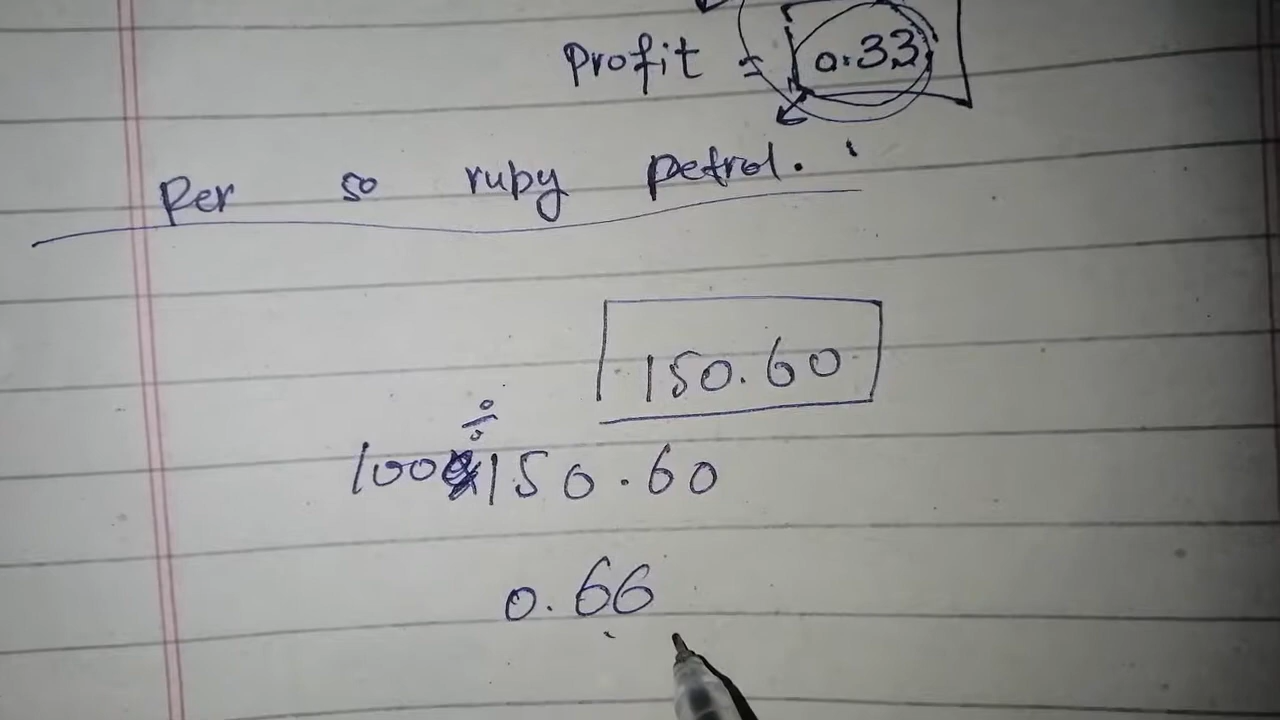 Profit = 0.33
Per 50 ruby petrol.
150.60
÷
100 150.60
0.66